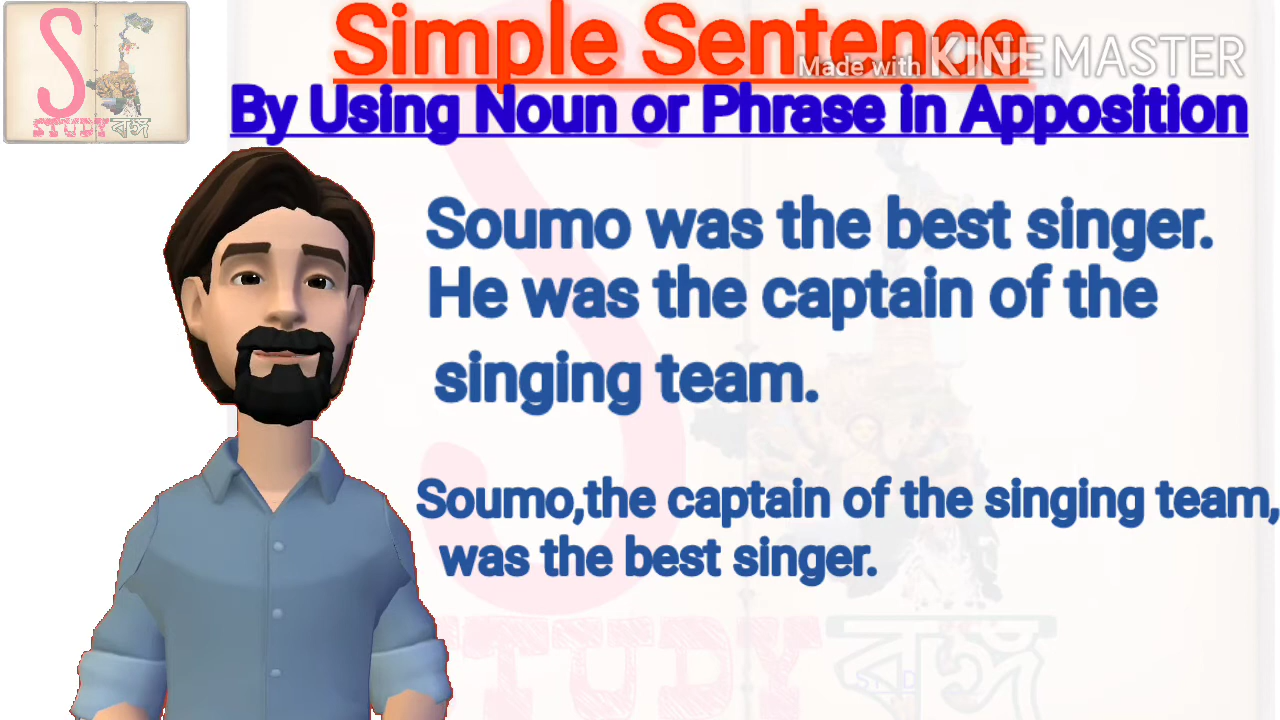 Simple Sentence
Made with KINEMASTER
By Using Noun or Phrase in Apposition
S
STUDY বঙ্গ
Soumo was the best singer.
He was the captain of the
singing team.
Soumo,the captain of the singing team,
was the best singer.
STUDY বঙ্গ